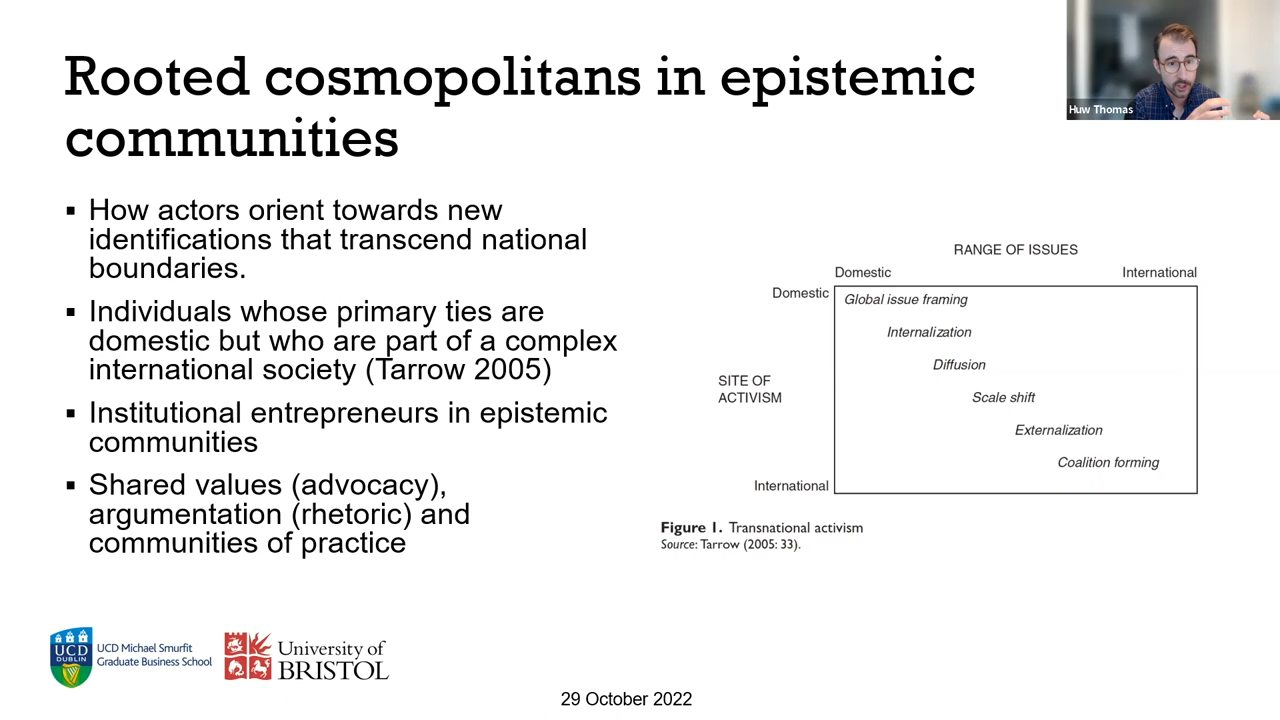 Rooted cosmopolitans in epistemic
communities
Huw Thomas
▪ How actors orient towards new
identifications that transcend national
boundaries.
▪ Individuals whose primary ties are
domestic but who are part of a complex
international society (Tarrow 2005)
▪ Institutional entrepreneurs in epistemic
communities
▪ Shared values (advocacy),
argumentation (rhetoric) and
communities of practice
RANGE OF ISSUES
Domestic International
Domestic
Global issue framing
Internalization
Diffusion
SITE OF
ACTIVISM
Scale shift
Externalization
Coalition forming
International
Figure 1. Transnational activism
Source: Tarrow (2005: 33).
UCD
DUBLIN
UCD Michael Smurfit
Graduate Business School
University of
BRISTOL
29 October 2022